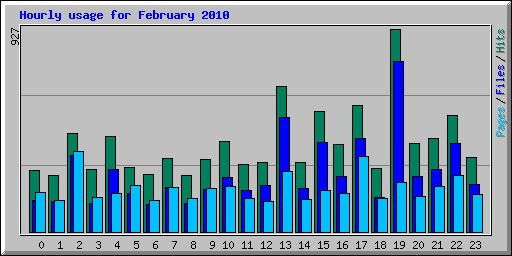 Hourly usage for February 2010
927
Pages / Files / Hits
0 1 2 3 4 5 6 7 8 9 10 11 12 13 14 15 16 17 18 19 20 21 22 23